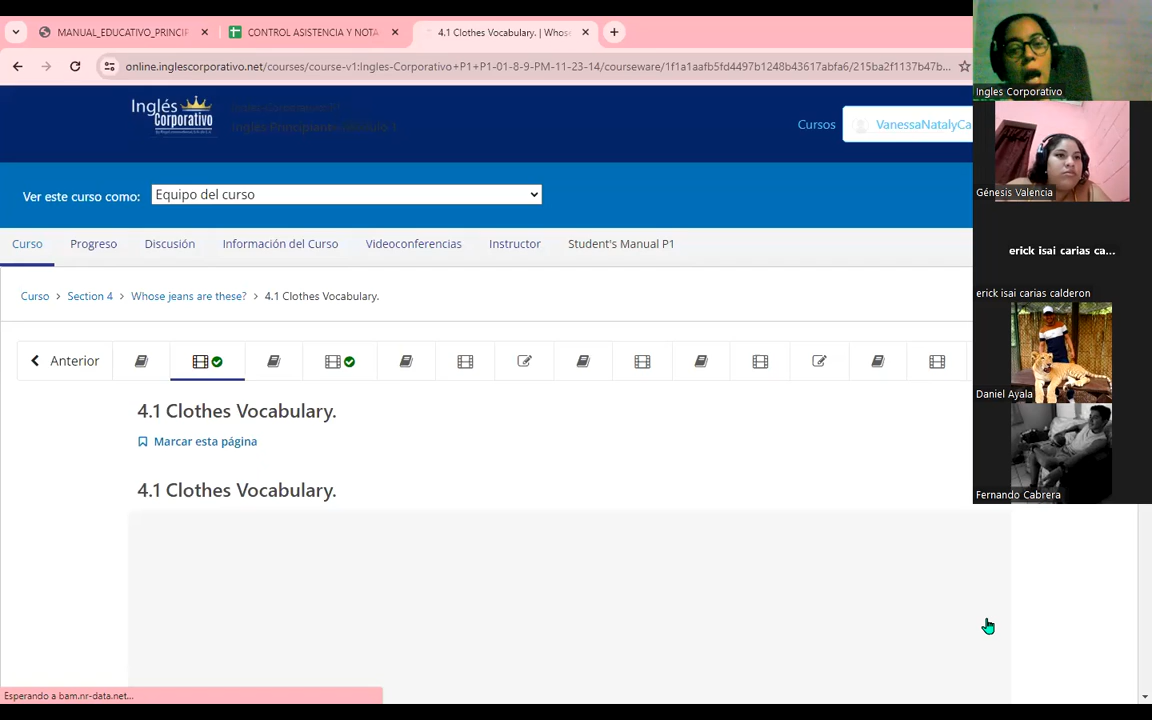 MANUAL_EDUCATIVO_PRINCIP
CONTROL ASISTENCIA Y NOTA
4.1 Clothes Vocabulary. | Whos
online.inglescorporativo.net/courses/course-v1:Ingles-Corporativo+P1+P1-01-8-9-PM-11-23-14/courseware/1f1a1aafb5fd4497b1248b43617abfa6/215ba2f1137b47b...
Inglés Corporativo
Cursos
VanessaNatalyCa
Ver este curso como:
Equipo del curso
Curso
Progreso
Discusión
Información del Curso
Videoconferencias
Instructor
Student's Manual P1
Curso > Section 4 > Whose jeans are these? > 4.1 Clothes Vocabulary.
Anterior
4.1 Clothes Vocabulary.
Marcar esta página
4.1 Clothes Vocabulary.
Esperando a bam.nr-data.net...
Ingles Corporativo
Génesis Valencia
erick isai carias ca...
erick isai carias calderon
Daniel Ayala
Fernando Cabrera